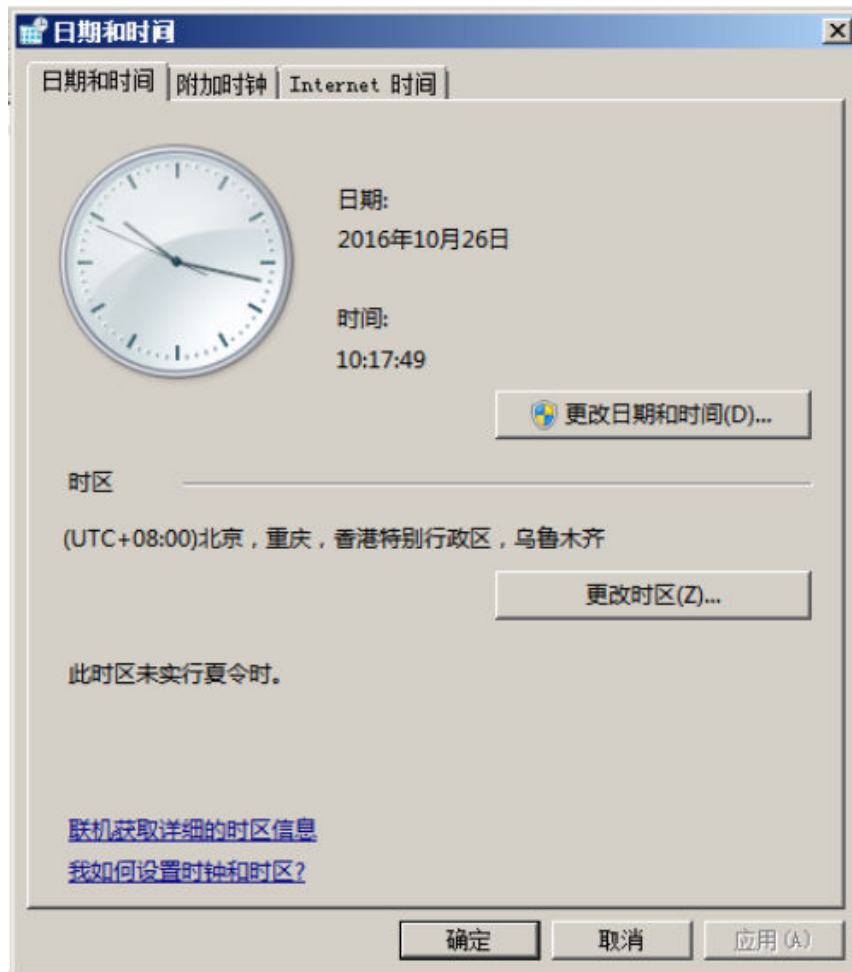 日期和时间
日期和时间 附加时钟 Internet 时间
日期:
2016年10月26日
时间:
10:17:49
更改日期和时间(D)...
时区
(UTC+08:00)北京，重庆，香港特别行政区，乌鲁木齐
更改时区(Z)...
此时区未实行夏令时。
联机获取详细的时区信息
我如何设置时钟和时区?
确定 取消 应用(A)